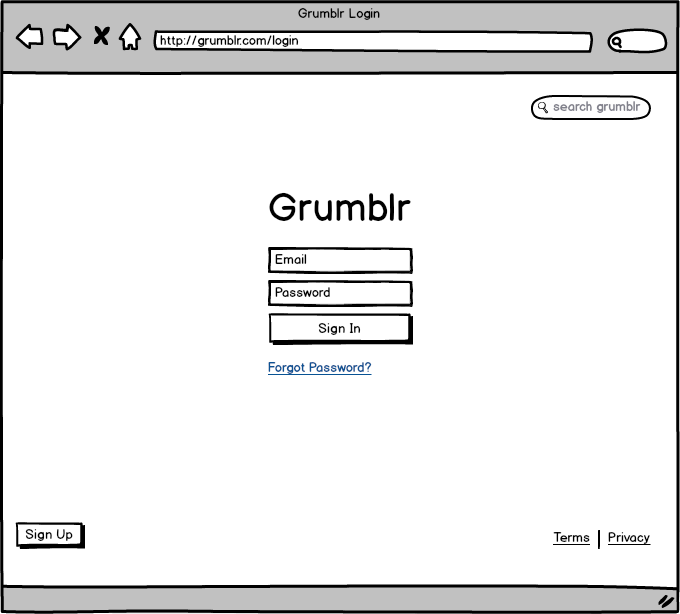 Grumblr Login
http://grumblr.com/login
search grumblr
Grumblr
Email
Password
Sign In
Forgot Password?
Sign Up
Terms | Privacy